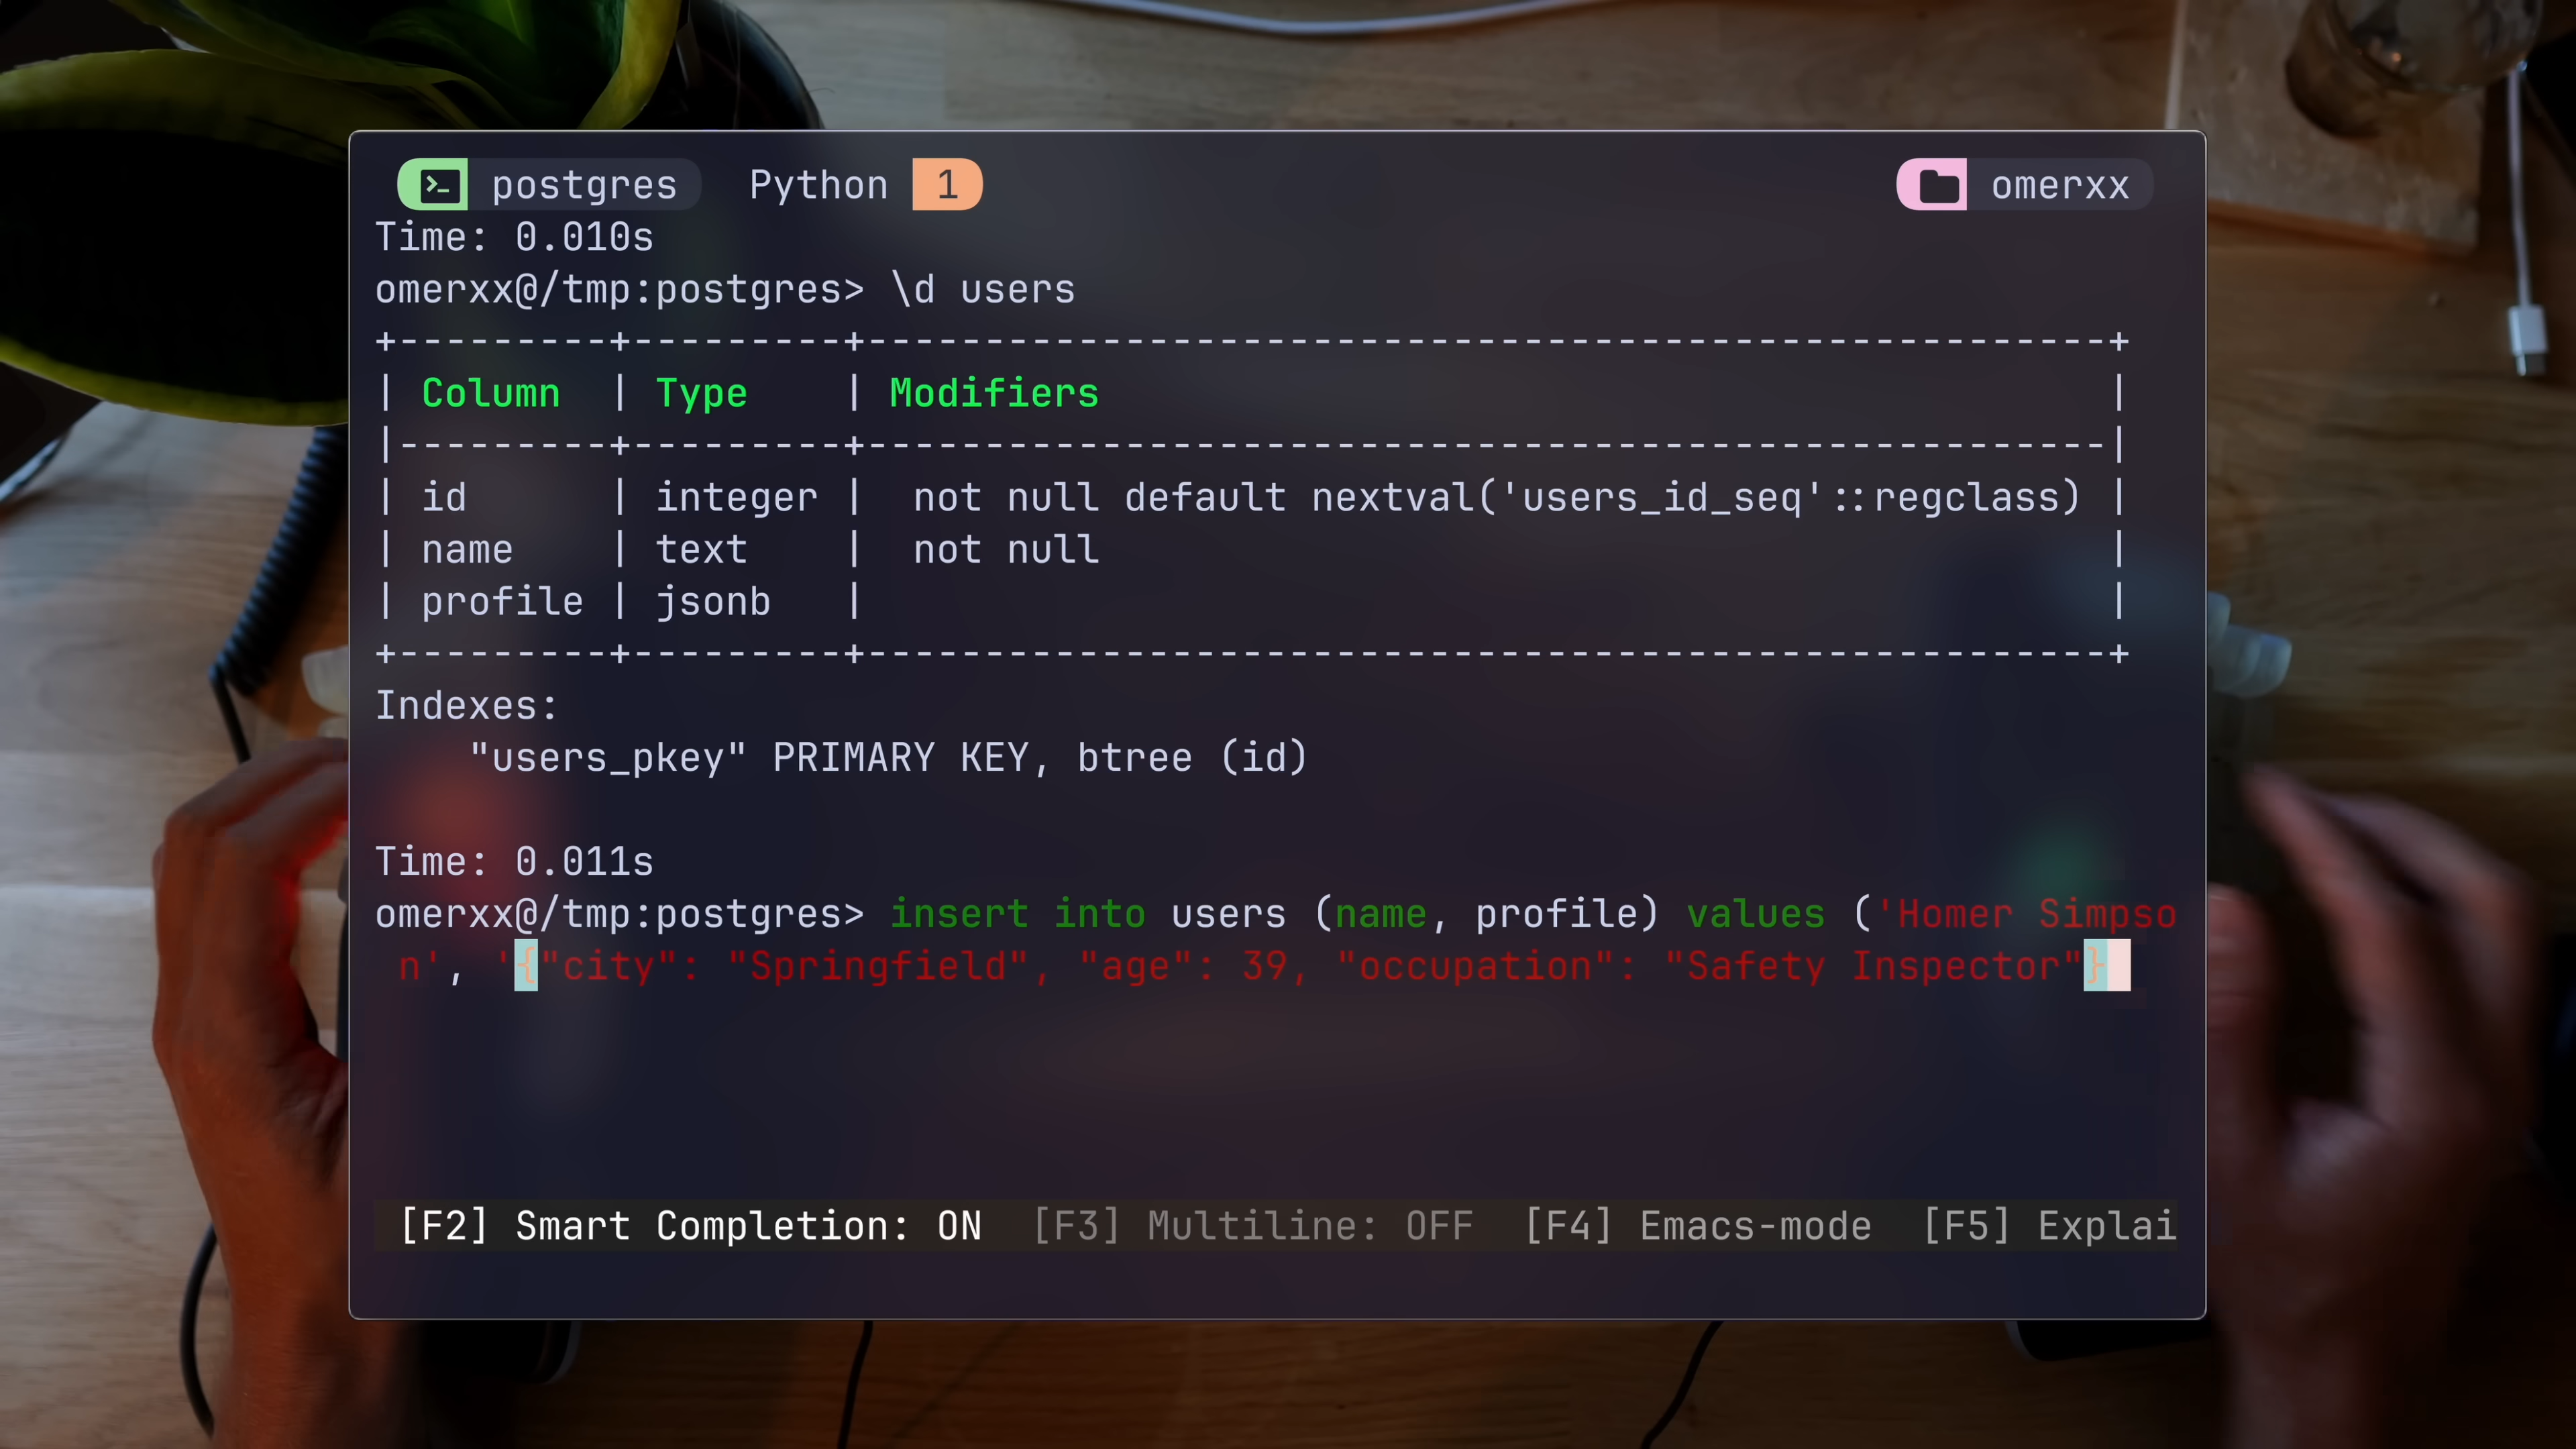 postgres Python 1 omerxx
Time: 0.010s
omerxx@/tmp:postgres> \d users
+---------+---------+-----------------------------------------------------+
| Column  | Type    | Modifiers                                           |
|---------+---------+-----------------------------------------------------|
| id      | integer |  not null default nextval('users_id_seq'::regclass) |
| name    | text    |  not null                                           |
| profile | jsonb   |                                                     |
+---------+---------+-----------------------------------------------------+
Indexes:
    "users_pkey" PRIMARY KEY, btree (id)
Time: 0.011s
omerxx@/tmp:postgres> insert into users (name, profile) values ('Homer Simpso
n', '{"city": "Springfield", "age": 39, "occupation": "Safety Inspector"}
[F2] Smart Completion: ON  [F3] Multiline: OFF  [F4] Emacs-mode  [F5] Explai